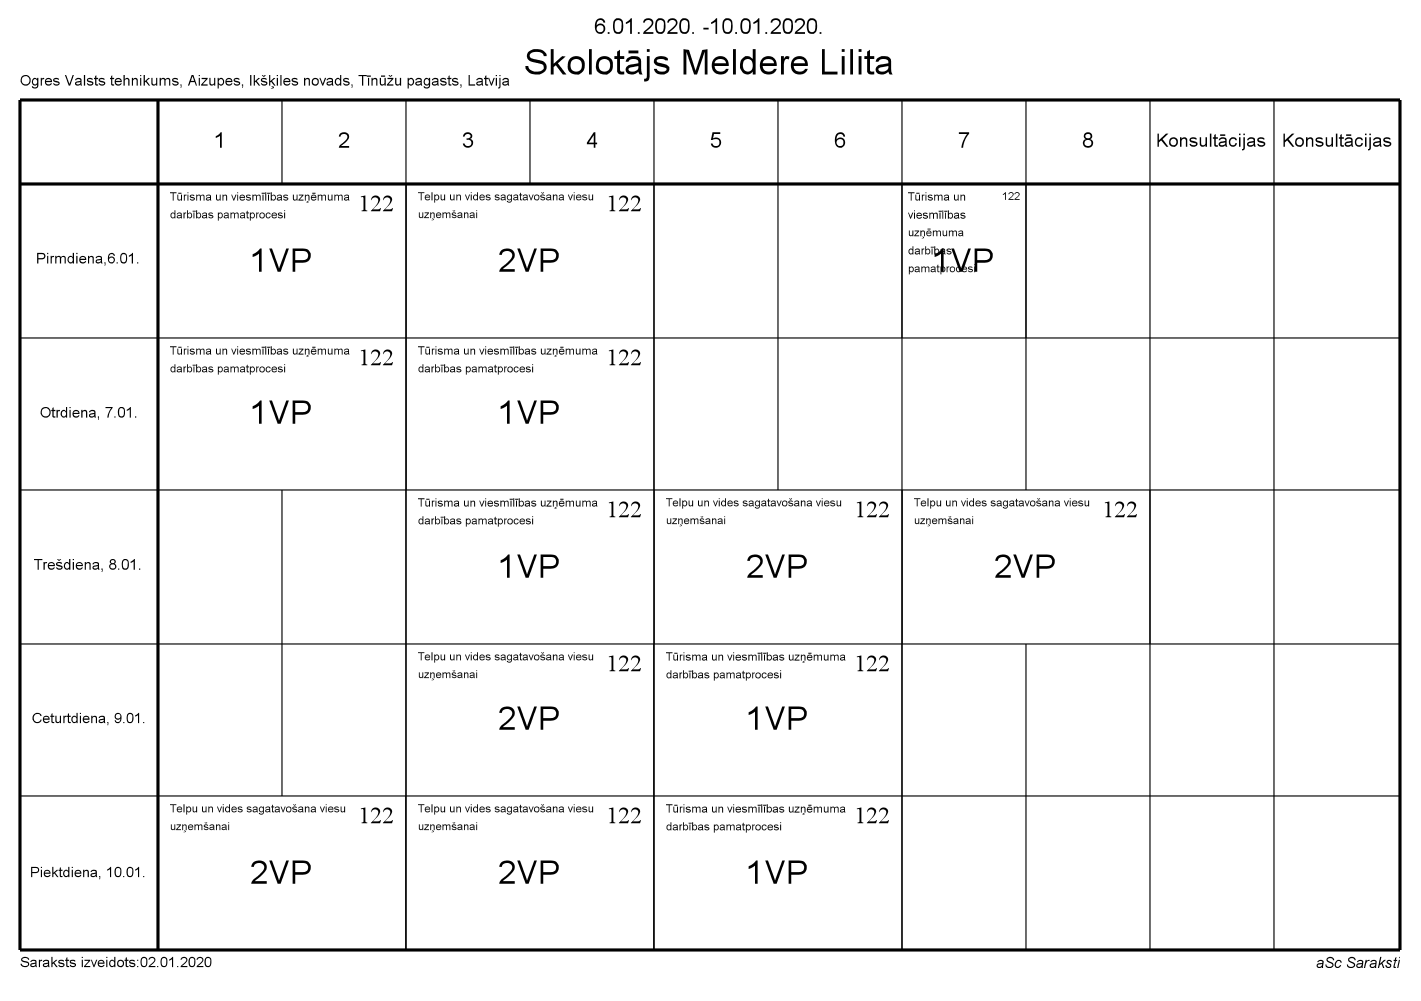 6.01.2020. -10.01.2020.
Skolotājs Meldere Lilita
Ogres Valsts tehnikums, Aizupes, Ikšķiles novads, Tīnūžu pagasts, Latvija
1 2 3 4 5 6 7 8 Konsultācijas Konsultācijas
Pirmdiena,6.01.
Tūrisma un viesmīlības uzņēmuma
darbības pamatprocesi
122
1VP
Telpu un vides sagatavošana viesu
uzņemšanai
122
2VP
Tūrisma un
viesmīlības
uzņēmuma
darbības
pamatprocesi
122
1VP
Otrdiena, 7.01.
Tūrisma un viesmīlības uzņēmuma
darbības pamatprocesi
122
1VP
Tūrisma un viesmīlības uzņēmuma
darbības pamatprocesi
122
1VP
Trešdiena, 8.01.
Tūrisma un viesmīlības uzņēmuma
darbības pamatprocesi
122
1VP
Telpu un vides sagatavošana viesu
uzņemšanai
122
2VP
Telpu un vides sagatavošana viesu
uzņemšanai
122
2VP
Ceturtdiena, 9.01.
Telpu un vides sagatavošana viesu
uzņemšanai
122
2VP
Tūrisma un viesmīlības uzņēmuma
darbības pamatprocesi
122
1VP
Piektdiena, 10.01.
Telpu un vides sagatavošana viesu
uzņemšanai
122
2VP
Telpu un vides sagatavošana viesu
uzņemšanai
122
2VP
Tūrisma un viesmīlības uzņēmuma
darbības pamatprocesi
122
1VP
Saraksts izveidots:02.01.2020
aSc Saraksti